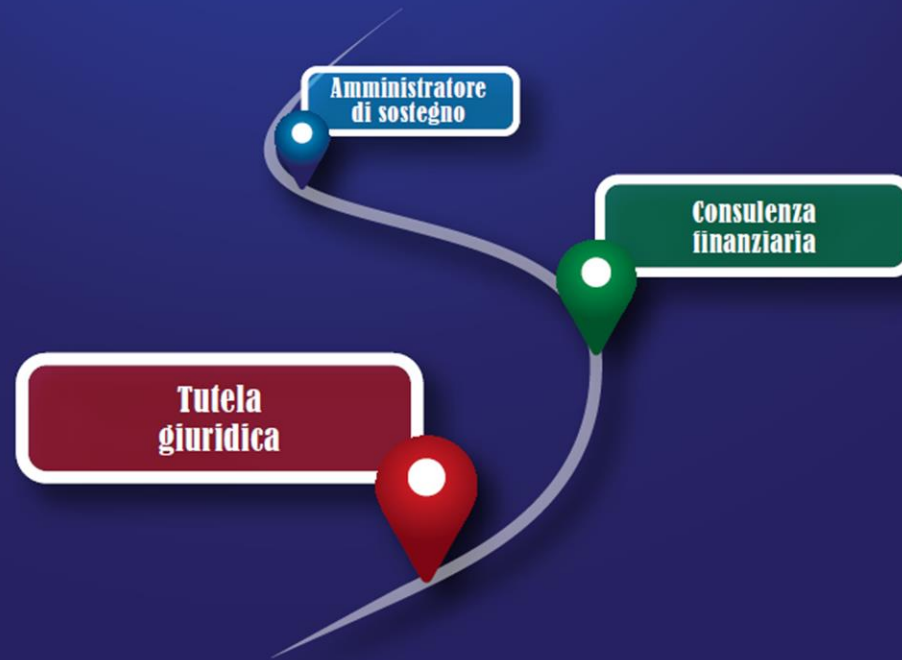 Amministratore
di sostegno
Consulenza
finanziaria
Tutela
giuridica